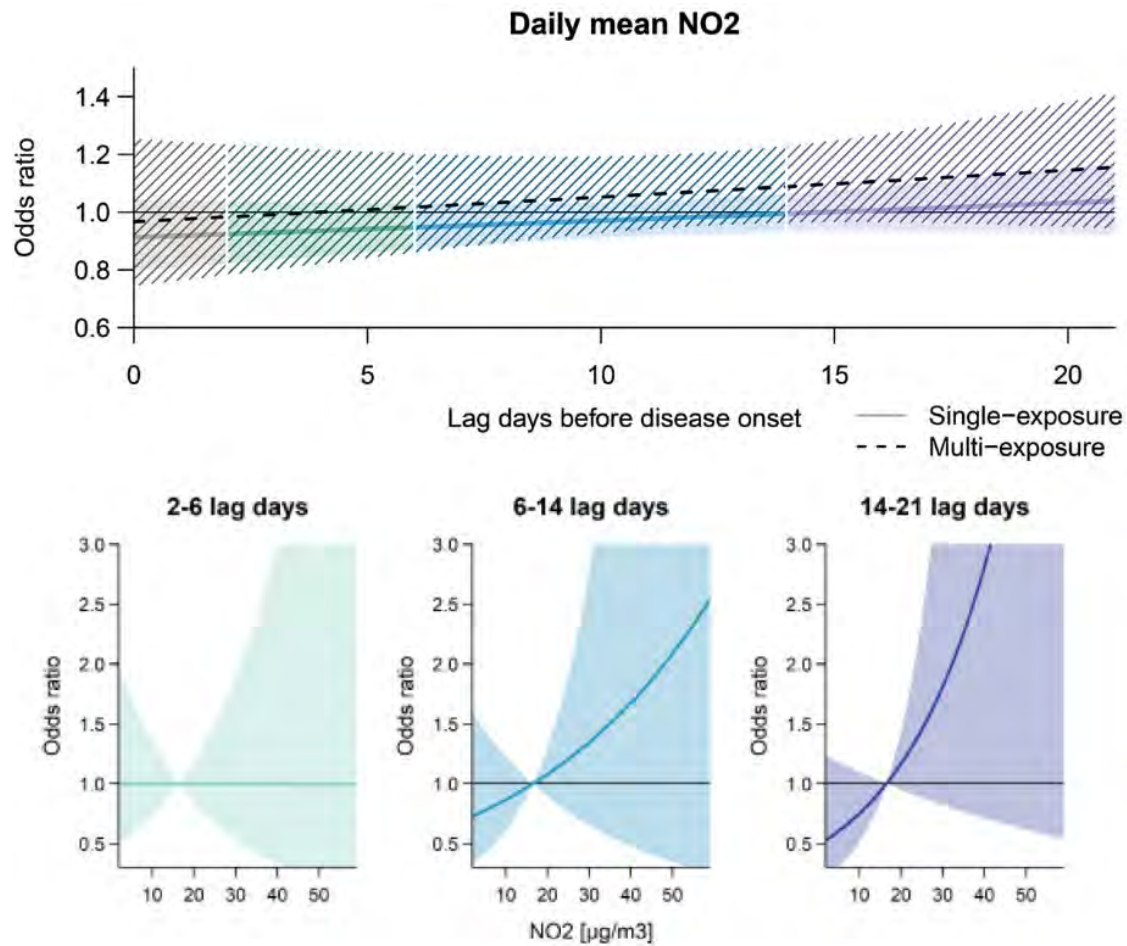 Daily mean NO2
Odds ratio
1.4
1.2
1.0
0.8
0.6
0 5 10 15 20
Lag days before disease onset
Single−exposure
Multi−exposure
2-6 lag days
Odds ratio
3.0
2.5
2.0
1.5
1.0
0.5
10 20 30 40 50
6-14 lag days
Odds ratio
3.0
2.5
2.0
1.5
1.0
0.5
10 20 30 40 50
14-21 lag days
Odds ratio
3.0
2.5
2.0
1.5
1.0
0.5
10 20 30 40 50
NO2 [µg/m3]